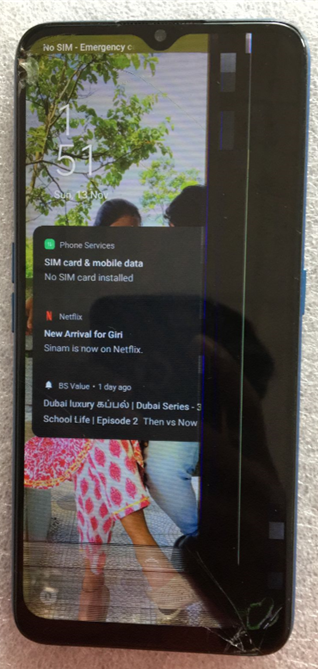 No SIM - Emergency c
1
51
Sun, 13 Nov
Phone Services
SIM card & mobile data
No SIM card installed
Netflix
New Arrival for Giri
Sinam is now on Netflix.
BS Value • 1 day ago
Dubai luxury கப்பல் | Dubai Series - 3
School Life | Episode 2 Then vs Now